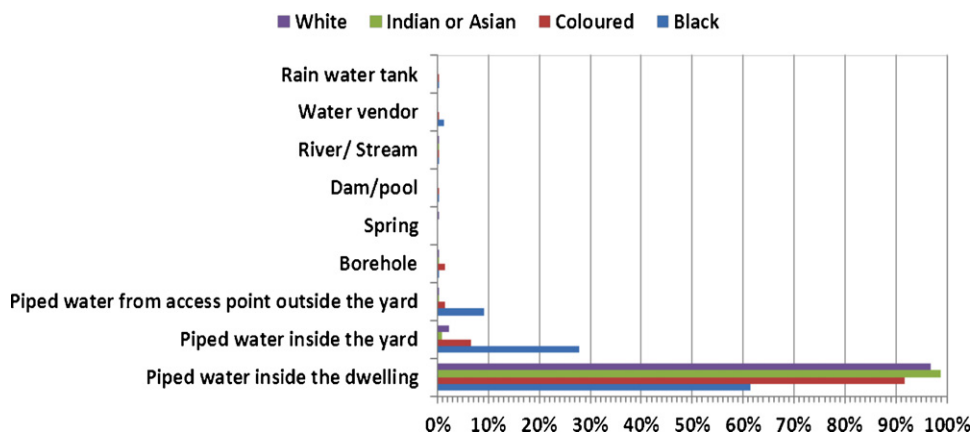 White Indian or Asian Coloured Black
Rain water tank
Water vendor
River/ Stream
Dam/pool
Spring
Borehole
Piped water from access point outside the yard
Piped water inside the yard
Piped water inside the dwelling
0% 10% 20% 30% 40% 50% 60% 70% 80% 90% 100%